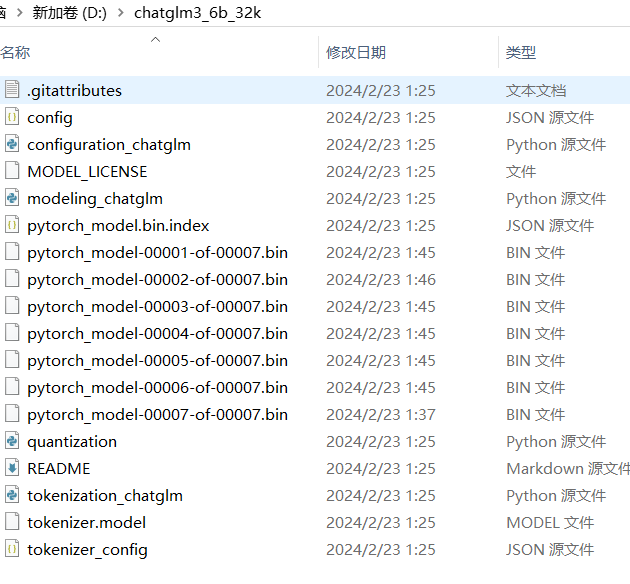 新加卷 (D:) > chatglm3_6b_32k
名称 修改日期 类型
.gitattributes 2024/2/23 1:25 文本文档
config 2024/2/23 1:25 JSON 源文件
configuration_chatglm 2024/2/23 1:25 Python 源文件
MODEL_LICENSE 2024/2/23 1:25 文件
modeling_chatglm 2024/2/23 1:25 Python 源文件
pytorch_model.bin.index 2024/2/23 1:25 JSON 源文件
pytorch_model-00001-of-00007.bin 2024/2/23 1:45 BIN 文件
pytorch_model-00002-of-00007.bin 2024/2/23 1:46 BIN 文件
pytorch_model-00003-of-00007.bin 2024/2/23 1:45 BIN 文件
pytorch_model-00004-of-00007.bin 2024/2/23 1:45 BIN 文件
pytorch_model-00005-of-00007.bin 2024/2/23 1:45 BIN 文件
pytorch_model-00006-of-00007.bin 2024/2/23 1:45 BIN 文件
pytorch_model-00007-of-00007.bin 2024/2/23 1:37 BIN 文件
quantization 2024/2/23 1:25 Python 源文件
README 2024/2/23 1:25 Markdown 源文件
tokenization_chatglm 2024/2/23 1:25 Python 源文件
tokenizer.model 2024/2/23 1:25 MODEL 文件
tokenizer_config 2024/2/23 1:25 JSON 源文件